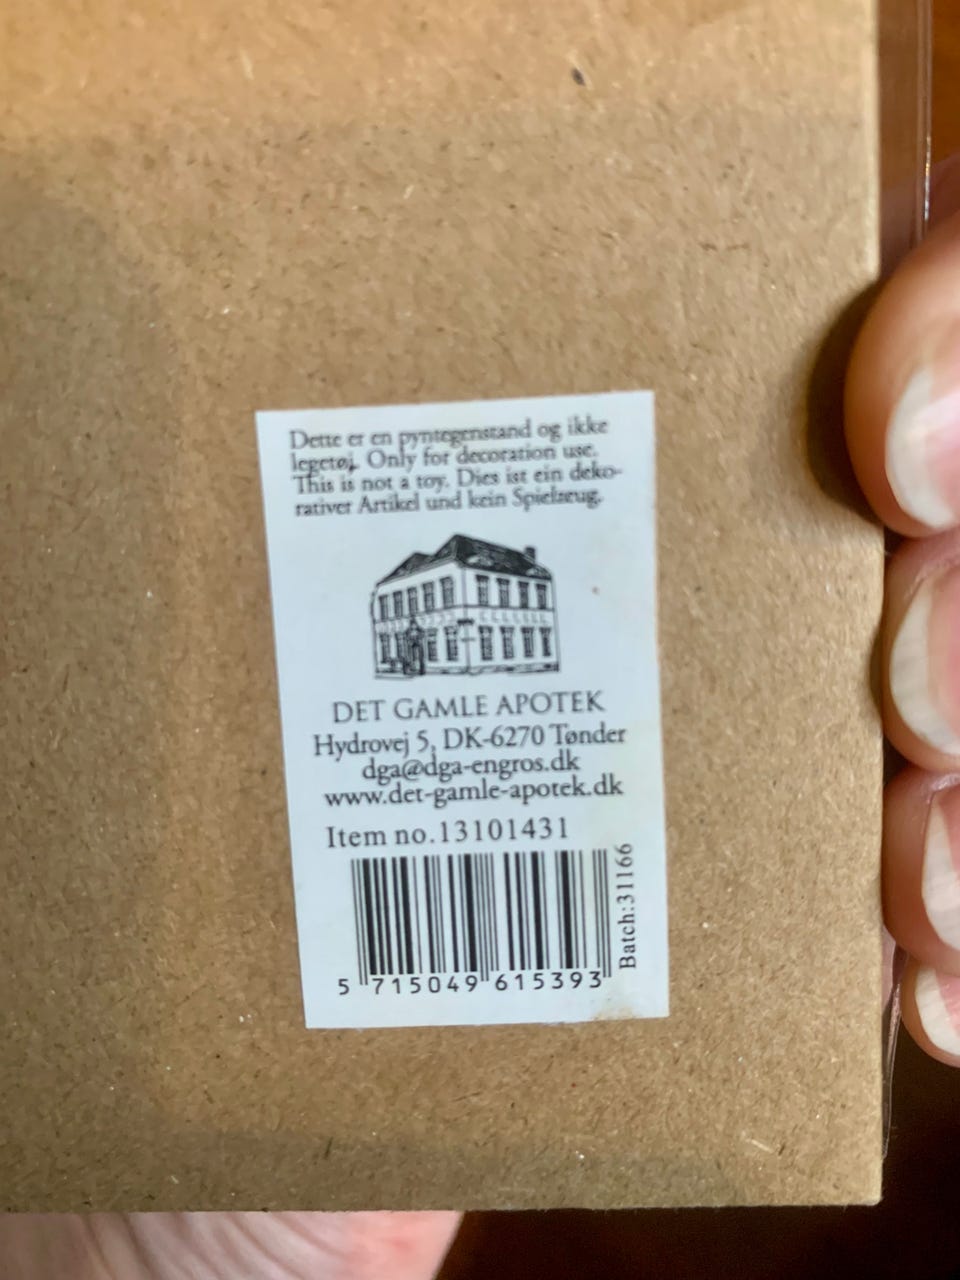 Dette er en pyntegenstand og ikke
legetøj. Only for decoration use.
This is not a toy. Dies ist ein deko-
rativer Artikel und kein Spielzeug.
DET GAMLE APOTEK
Hydrovej 5, DK-6270 Tønder
dga@dga-engros.dk
www.det-gamle-apotek.dk
Item no.13101431
Batch:31166
5 715049 615393